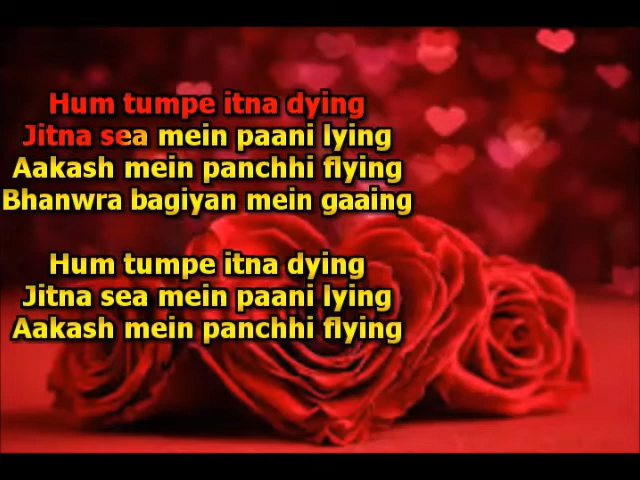 Hum tumpe itna dying
Jitna sea mein paani lying
Aakash mein panchhi flying
Bhanwra bagiyan mein gaaing
Hum tumpe itna dying
Jitna sea mein paani lying
Aakash mein panchhi flying